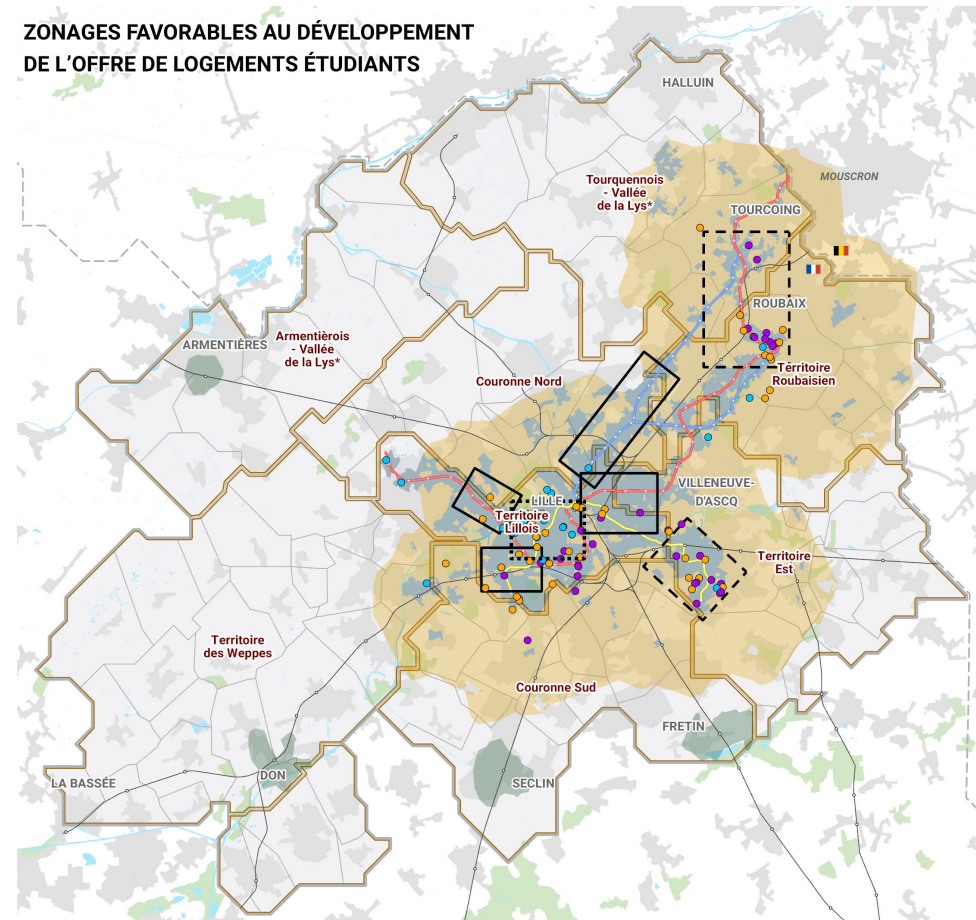 ZONAGES FAVORABLES AU DÉVELOPPEMENT
DE L'OFFRE DE LOGEMENTS ÉTUDIANTS
HALLUIN
MOUSCRON
Tourquennois
- Vallée
de la Lys*
TOURCOING
ROUBAIX
ARMENTIÈRES
Armentièrois
- Vallée
de la Lys*
Couronne Nord
Territoire
Roubaisien
VILLENEUVE-
D'ASCQ
LILLE
Territoire
Lillois
Territoire
Est
Territoire
des Weppes
Couronne Sud
FRETIN
LA BASSÉE
DON
SECLIN